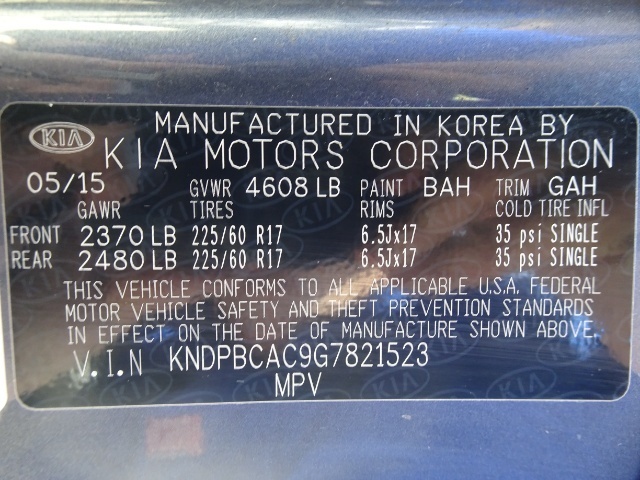 KIA
MANUFACTURED IN KOREA BY
KIA MOTORS CORPORATION
05/15 GVWR 4608 LB PAINT BAH TRIM GAH
GAWR TIRES RIMS COLD TIRE INFL
FRONT 2370 LB 225/60 R17 6.5Jx17 35 psi SINGLE
REAR 2480 LB 225/60 R17 6.5Jx17 35 psi SINGLE
THIS VEHICLE CONFORMS TO ALL APPLICABLE U.S.A. FEDERAL
MOTOR VEHICLE SAFETY AND THEFT PREVENTION STANDARDS
IN EFFECT ON THE DATE OF MANUFACTURE SHOWN ABOVE.
V.I.N KNDPBCAC9G7821523
MPV